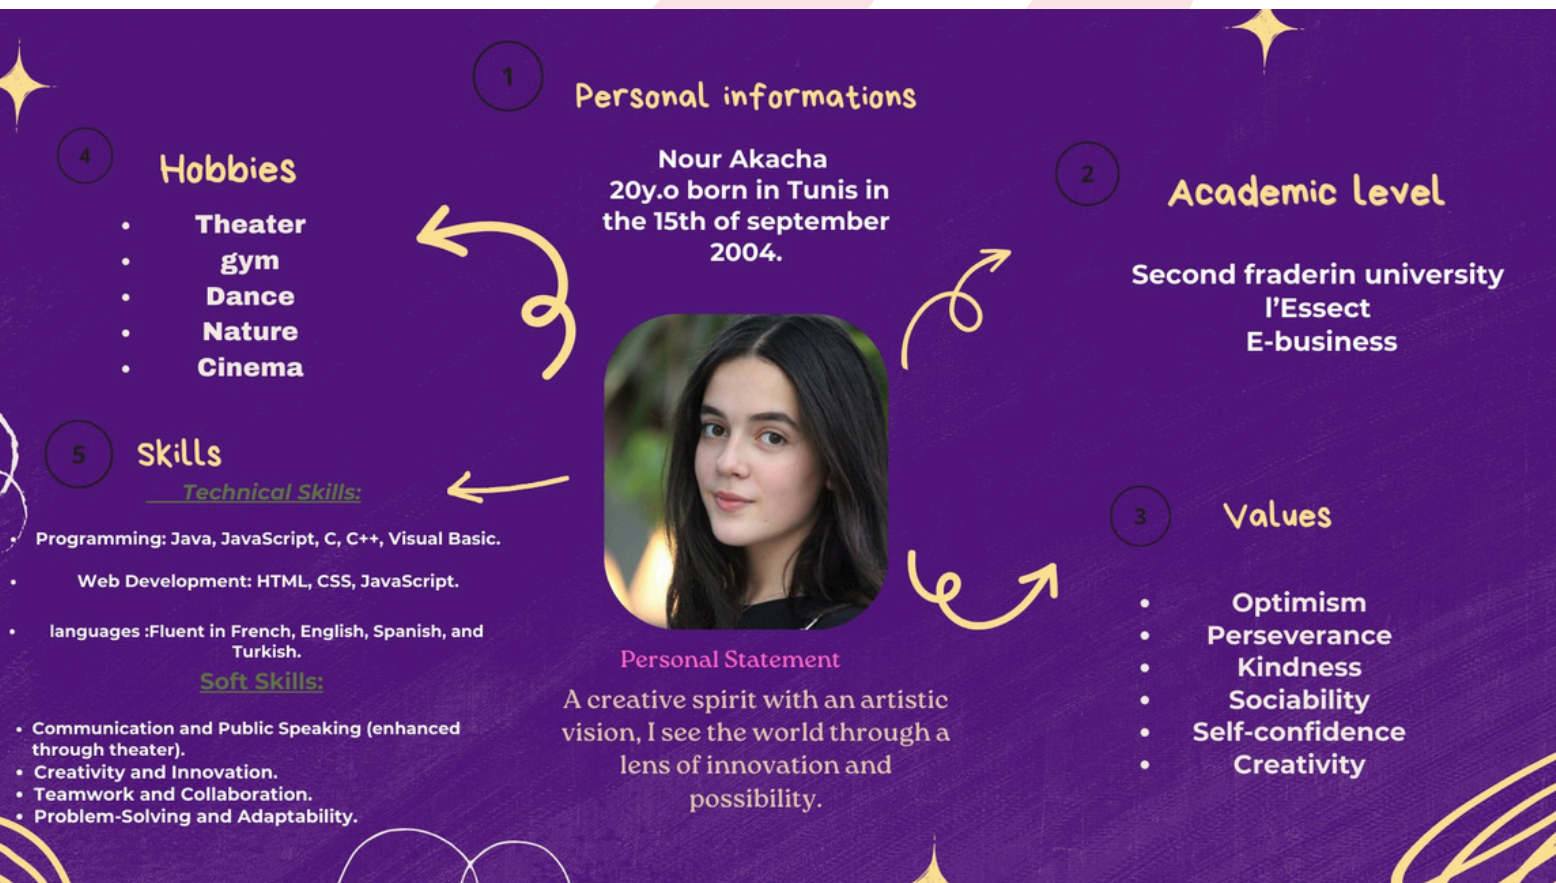 1
Personal informations
Nour Akacha
20y.o born in Tunis in
the 15th of september
2004.
2
Academic level
Second fraderin university
l’Essect
E-business
3
Values
• Optimism
• Perseverance
• Kindness
• Sociability
• Self-confidence
• Creativity
4
Hobbies
• Theater
• gym
• Dance
• Nature
• Cinema
5
Skills
Technical Skills:
• Programming: Java, JavaScript, C, C++, Visual Basic.
• Web Development: HTML, CSS, JavaScript.
• languages :Fluent in French, English, Spanish, and
Turkish.
Soft Skills:
• Communication and Public Speaking (enhanced
through theater).
• Creativity and Innovation.
• Teamwork and Collaboration.
• Problem-Solving and Adaptability.
Personal Statement
A creative spirit with an artistic
vision, I see the world through a
lens of innovation and
possibility.